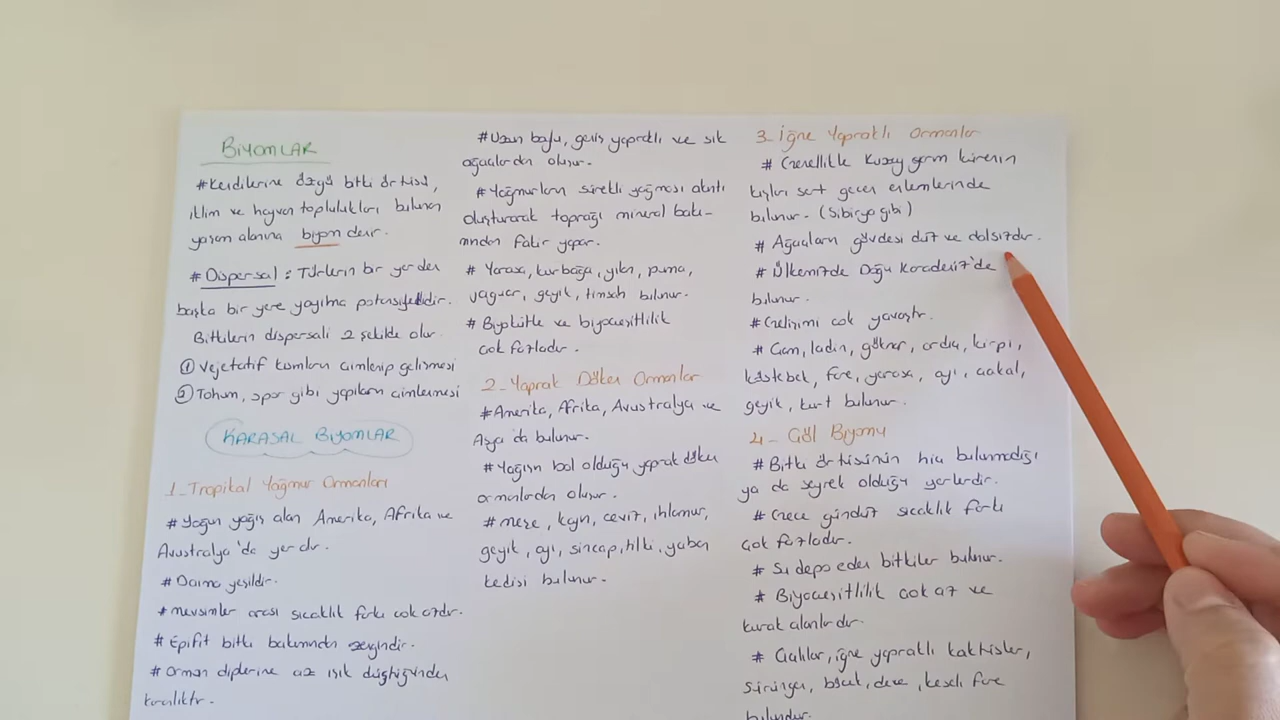 BİYOMLAR
# Kendilerine özgü bitki örtüsü,
iklim ve hayvan toplulukları bulunan
yaşam alanına biyom denir.
# Dispersal : Türlerin bir yerden
başka bir yere yayılma potansiyelidir.
Bitkilerin dispersali 2 şekilde olur
① Vejetatif kısımların çimlenip gelişmesi
② Tohum, spor gibi yapıların çimlenmesi
KARASAL BİYOMLAR
1_Tropikal Yağmur Ormanları
# Yoğun yağış alan Amerika, Afrika ve
Avustralya'da yer alır.
# Daima yeşildir.
# mevsimler arası sıcaklık farkı çok azdır.
# Epifit bitki bakımından zengindir.
# Orman diplerine az ışık düştüğünden
karanlıktır.
# Uzun boylu, geniş yapraklı ve sık
ağaçlardan oluşur.
# Yağmurların sürekli yağması akıntı
oluşturarak toprağı mineral bakı-
mından fakir yapar.
# Yarasa, kurbağa, yılan, puma,
jaguar, geyik, timsah bulunur.
# Biyokütle ve biyoçeşitlilik
çok fazladır.
2_Yaprak Döken Ormanlar
# Amerika, Afrika, Avustralya ve
Asya'da bulunur.
# Yağışın bol olduğu yaprak döken
ormanlardan oluşur.
# meşe, kayın, ceviz, ıhlamur,
geyik, ayı, sincap, tilki, yaban
kedisi bulunur.
3_İğne Yapraklı Ormanlar
# Genellikle Kuzey yarım kürenin
kışları sert geçen enlemlerinde
bulunur. (Sibirya gibi)
# Ağaçların gövdesi düz ve dalsızdır.
# Ülkemizde Doğu Karadeniz'de
bulunur.
# Gelişimi çok yavaştır.
# Çam, ladin, göknar, ardıç, kirpi,
köstebek, fare, yarasa, ayı, çakal,
geyik, kurt bulunur.
4_ Çöl Biyomu
# Bitki örtüsünün hiç bulunmadığı
ya da seyrek olduğu yerlerdir.
# Gece gündüz sıcaklık farkı
çok fazladır.
# Su depo eden bitkiler bulunur.
# Biyoçeşitlilik çok az ve
kurak alanlardır.
# Çalılar, iğne yapraklı kaktüsler,
sürüngen, böcek, deve, keseli fare
bulunur.